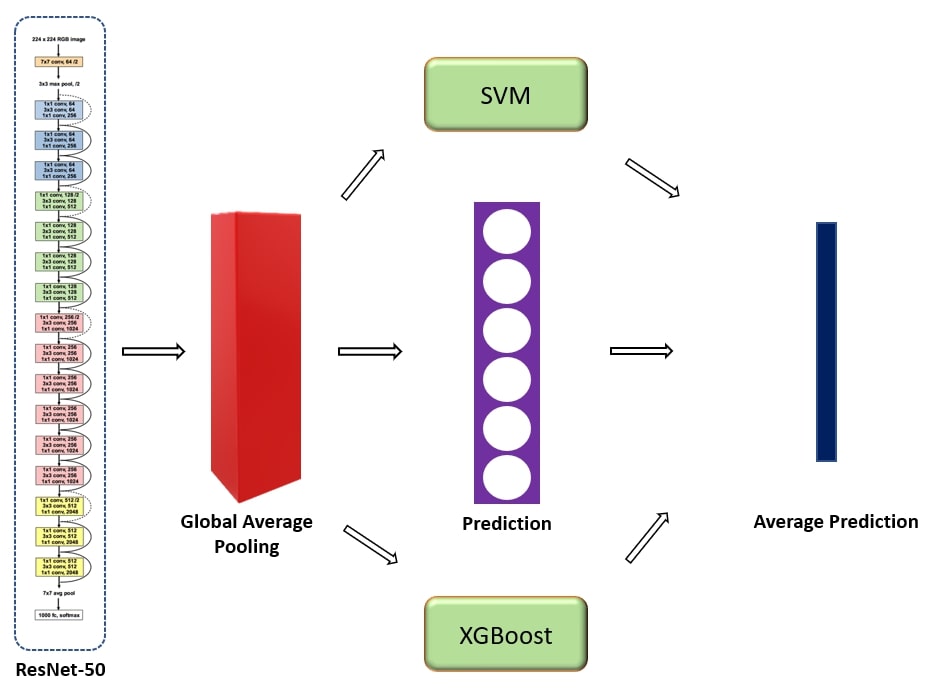 224 x 224 RGB image
7x7 conv, 64 /2
3x3 max pool, /2
1x1 conv, 64
3x3 conv, 64
1x1 conv, 256
1x1 conv, 64
3x3 conv, 64
1x1 conv, 256
1x1 conv, 64
3x3 conv, 64
1x1 conv, 256
1x1 conv, 128 /2
3x3 conv, 128
1x1 conv, 512
1x1 conv, 128
3x3 conv, 128
1x1 conv, 512
1x1 conv, 128
3x3 conv, 128
1x1 conv, 512
1x1 conv, 128
3x3 conv, 128
1x1 conv, 512
1x1 conv, 256 /2
3x3 conv, 256
1x1 conv, 1024
1x1 conv, 256
3x3 conv, 256
1x1 conv, 1024
1x1 conv, 256
3x3 conv, 256
1x1 conv, 1024
1x1 conv, 256
3x3 conv, 256
1x1 conv, 1024
1x1 conv, 256
3x3 conv, 256
1x1 conv, 1024
1x1 conv, 256
3x3 conv, 256
1x1 conv, 1024
1x1 conv, 512 /2
3x3 conv, 512
1x1 conv, 2048
1x1 conv, 512
3x3 conv, 512
1x1 conv, 2048
1x1 conv, 512
3x3 conv, 512
1x1 conv, 2048
7x7 avg pool
1000 fc, softmax
ResNet-50
Global Average
Pooling
SVM
Prediction
XGBoost
Average Prediction